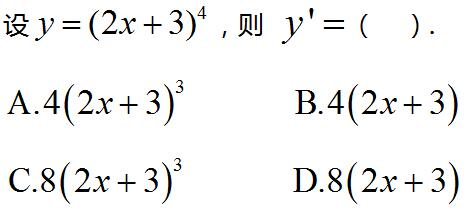 设 y = (2x + 3)⁴ , 则 y' = ( ) .
A.4(2x + 3)³ B.4(2x + 3)
C.8(2x + 3)³ D.8(2x + 3)